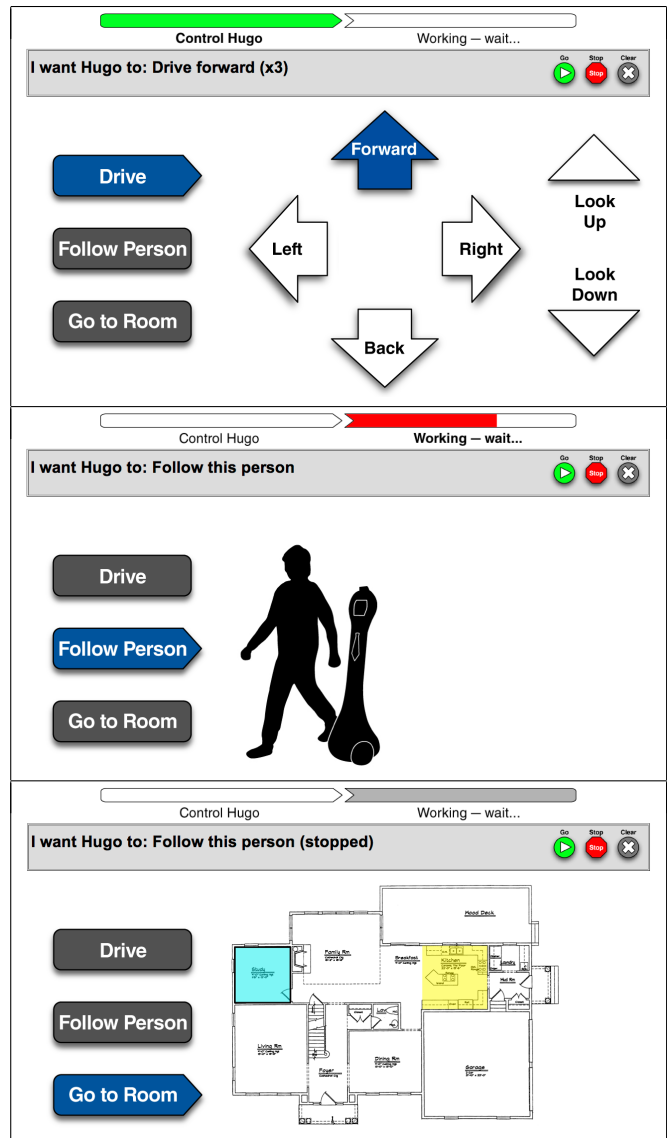 Control Hugo
Working – wait...
I want Hugo to: Drive forward (x3)
Go Stop Clear
Stop
Drive
Follow Person
Go to Room
Forward
Left
Right
Back
Look
Up
Look
Down
Control Hugo
Working – wait...
I want Hugo to: Follow this person
Go Stop Clear
Stop
Drive
Follow Person
Go to Room
Control Hugo
Working – wait...
I want Hugo to: Follow this person (stopped)
Go Stop Clear
Stop
Drive
Follow Person
Go to Room
Wood Deck
Family Rm
Breakfast
Kitchen
Study
Mud Rm
Living Rm
Foyer
Dining Rm
Garage